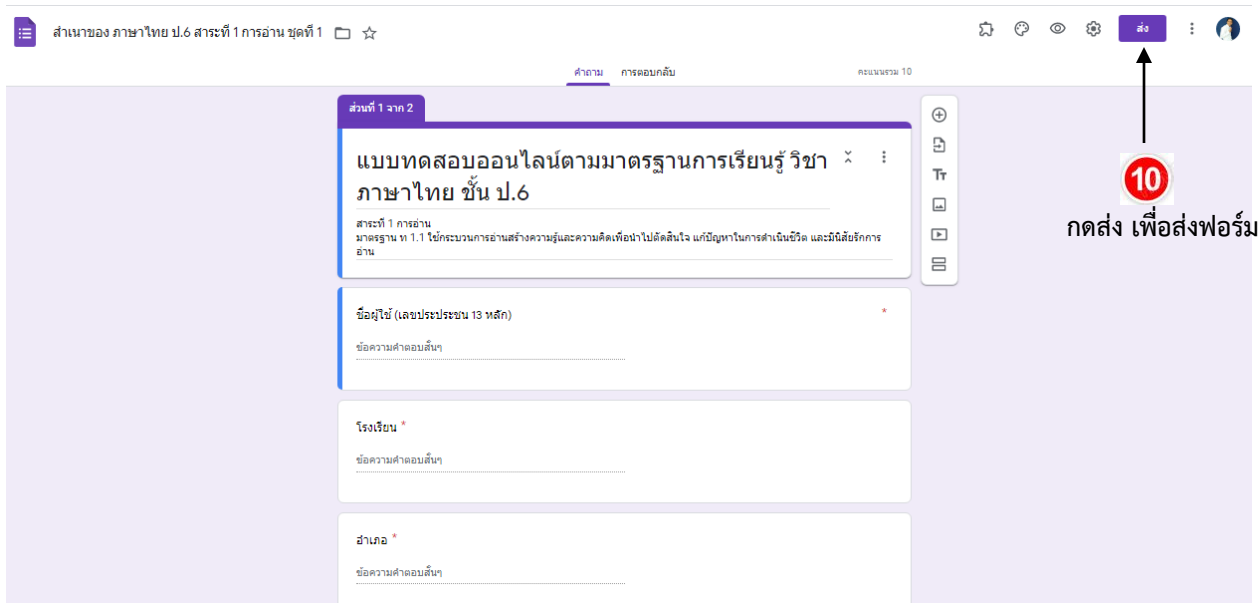 สำเนาของ ภาษาไทย ป.6 สาระที่ 1 การอ่าน ชุดที่ 1
ส่ง
คำถาม การตอบกลับ
คะแนนรวม 10
ส่วนที่ 1 จาก 2
แบบทดสอบออนไลน์ตามมาตรฐานการเรียนรู้ วิชา
ภาษาไทย ชั้น ป.6
Tт
10
กดส่ง เพื่อส่งฟอร์ม
สาระที่ 1 การอ่าน
มาตรฐาน ท 1.1 ใช้กระบวนการอ่านสร้างความรู้และความคิดเพื่อนำไปตัดสินใจ แก้ปัญหาในการดำเนินชีวิต และมีนิสัยรักการ
อ่าน
ชื่อผู้ใช้ (เลขประประชน 13 หลัก) *
ข้อความคำตอบสั้นๆ
โรงเรียน *
ข้อความคำตอบสั้นๆ
อำเภอ *
ข้อความคำตอบสั้นๆ